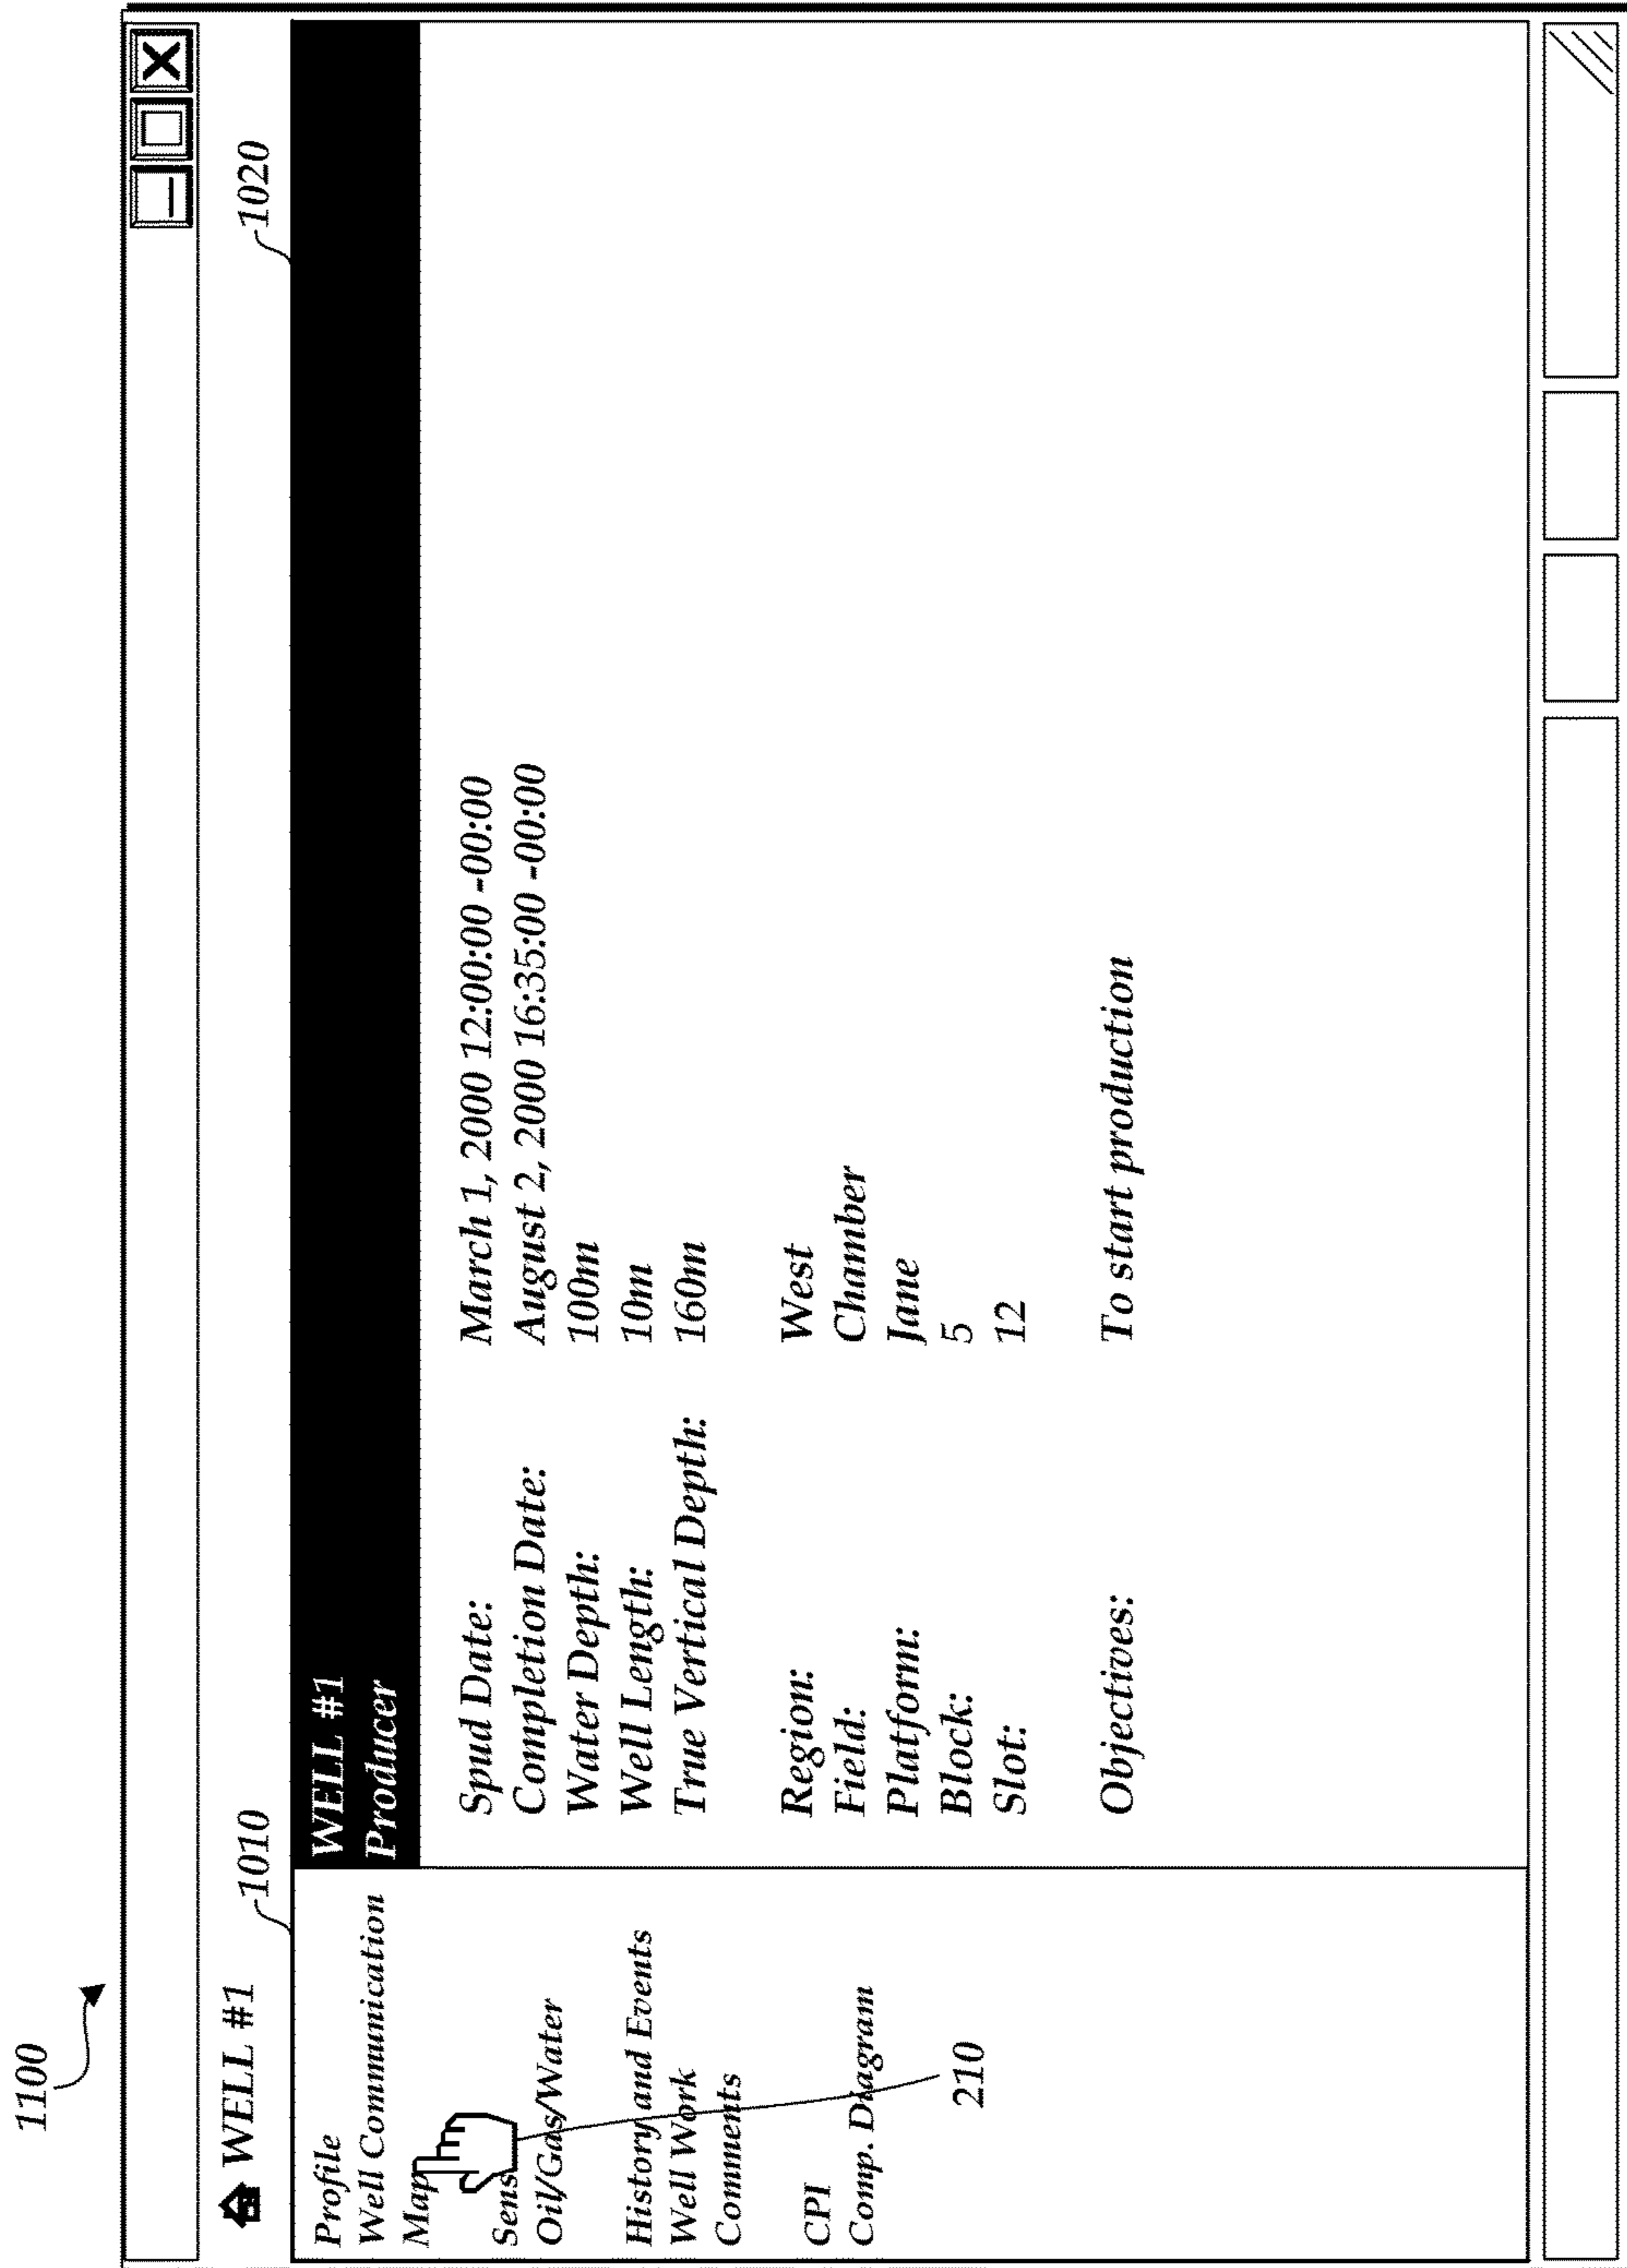 1100
WELL #1
1010
1020
Profile
Well Communication
Map
Sens
Oil/Gas/Water
History and Events
Well Work
Comments
CPI
Comp. Diagram
210
WELL #1
Producer
Spud Date: March 1, 2000 12:00:00 -00:00
Completion Date: August 2, 2000 16:35:00 -00:00
Water Depth: 100m
Well Length: 10m
True Vertical Depth: 160m
Region: West
Field: Chamber
Platform: Jane
Block: 5
Slot: 12
Objectives: To start production